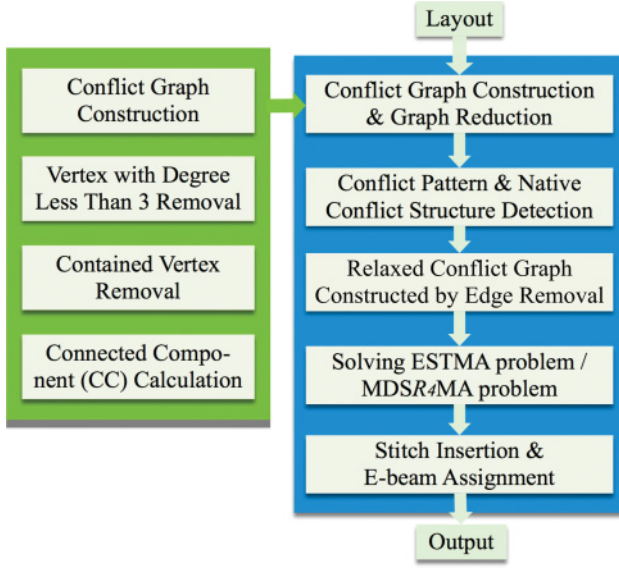 Layout
Conflict Graph
Construction
Vertex with Degree
Less Than 3 Removal
Contained Vertex
Removal
Connected Compo-
nent (CC) Calculation
Conflict Graph Construction
& Graph Reduction
Conflict Pattern & Native
Conflict Structure Detection
Relaxed Conflict Graph
Constructed by Edge Removal
Solving ESTMA problem /
MDSR4MA problem
Stitch Insertion &
E-beam Assignment
Output